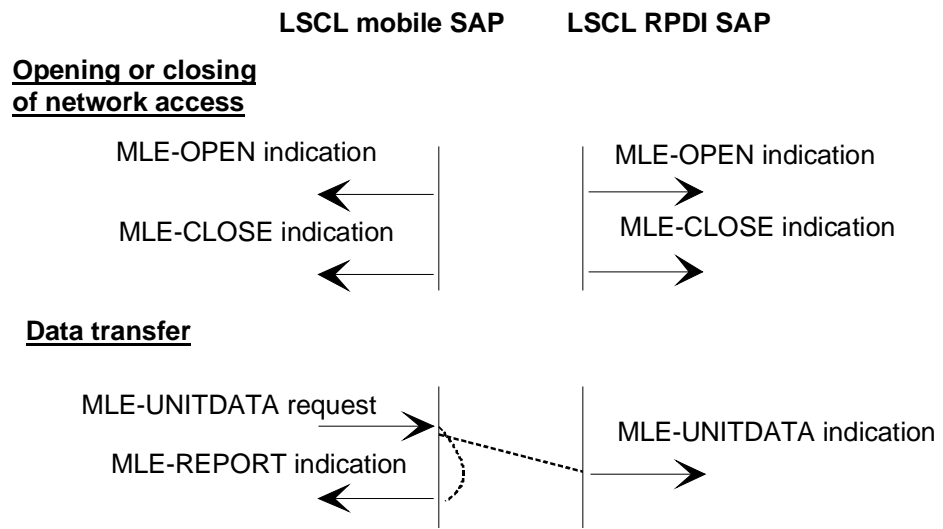 LSCL mobile SAP LSCL RPDI SAP
Opening or closing
of network access
MLE-OPEN indication MLE-OPEN indication
MLE-CLOSE indication MLE-CLOSE indication
Data transfer
MLE-UNITDATA request
MLE-UNITDATA indication
MLE-REPORT indication